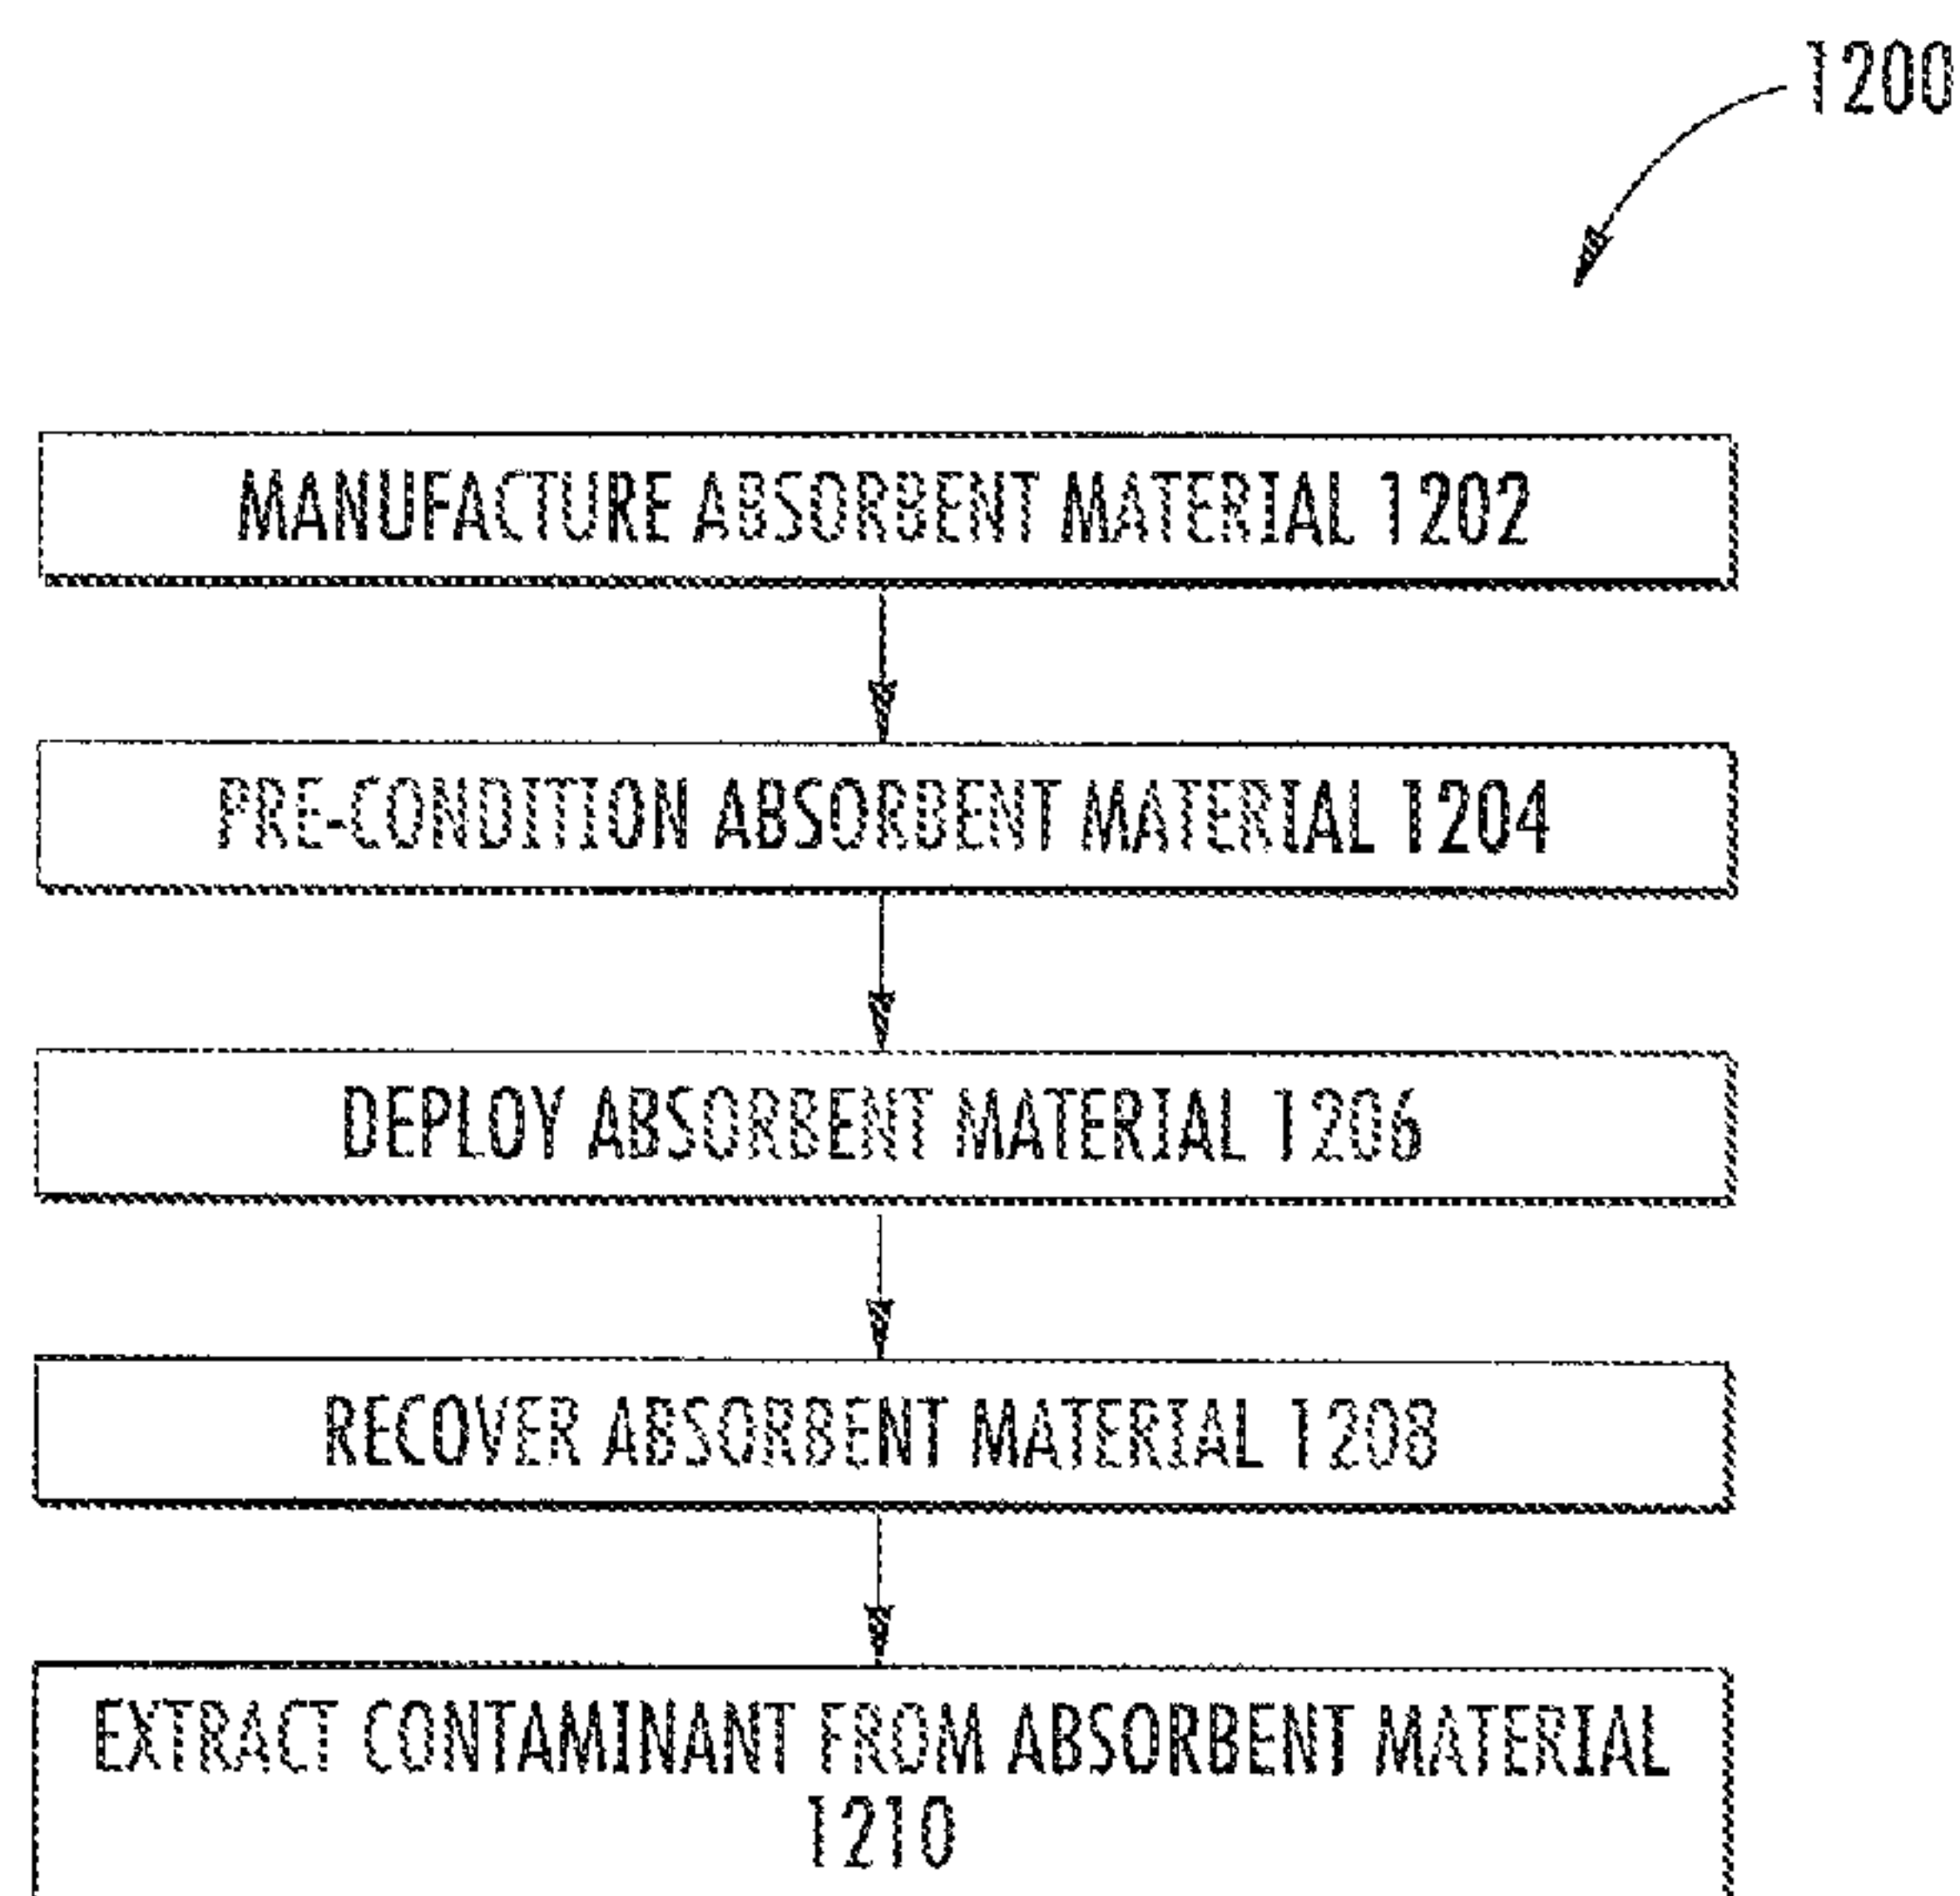 1200
MANUFACTURE ABSORBENT MATERIAL 1202
PRE-CONDITION ABSORBENT MATERIAL 1204
DEPLOY ABSORBENT MATERIAL 1206
RECOVER ABSORBENT MATERIAL 1208
EXTRACT CONTAMINANT FROM ABSORBENT MATERIAL
1210